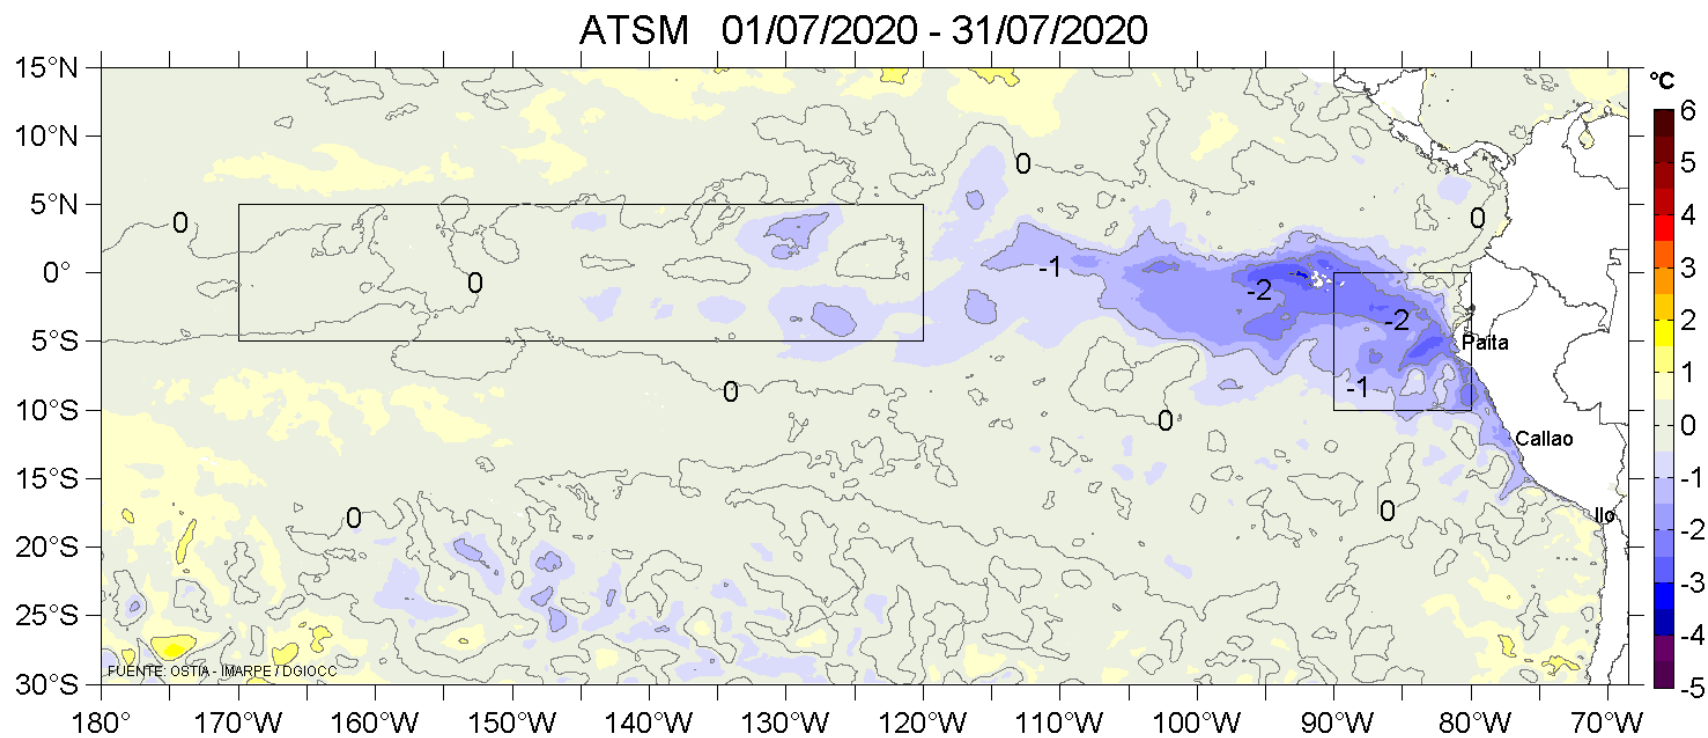 ATSM 01/07/2020 - 31/07/2020
15°N
10°N
5°N
0°
5°S
10°S
15°S
20°S
25°S
30°S
180°
170°W
160°W
150°W
140°W
130°W
120°W
110°W
100°W
90°W
80°W
70°W
0
0
0
0
-1
0
-2
-2
-1
0
0
0
0
Paita
Callao
Ilo
FUENTE: OSTIA - IMARPE / DGIOCC
°C
6
5
4
3
2
1
0
-1
-2
-3
-4
-5